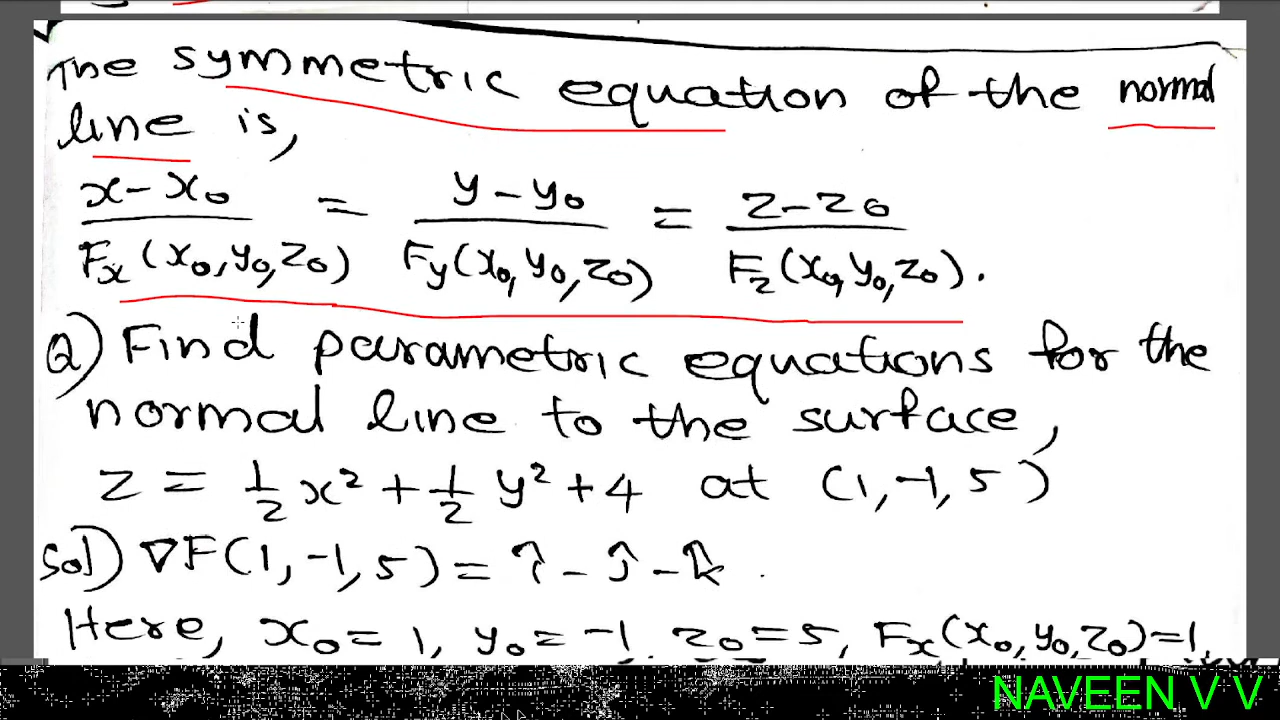 The symmetric equation of the normal
line is,
x - x₀ / Fx (x₀, y₀, z₀) = y - y₀ / Fy (x₀, y₀, z₀) = z - z₀ / Fz (x₀, y₀, z₀).
Q) Find parametric equations for the
normal line to the surface,
z = 1/2 x² + 1/2 y² + 4 at (1, -1, 5)
Sol) ∇F(1, -1, 5) = î - ĵ - k̂.
Here, x₀ = 1, y₀ = -1, z₀ = 5, Fx(x₀, y₀, z₀) = 1,
NAVEEN V V